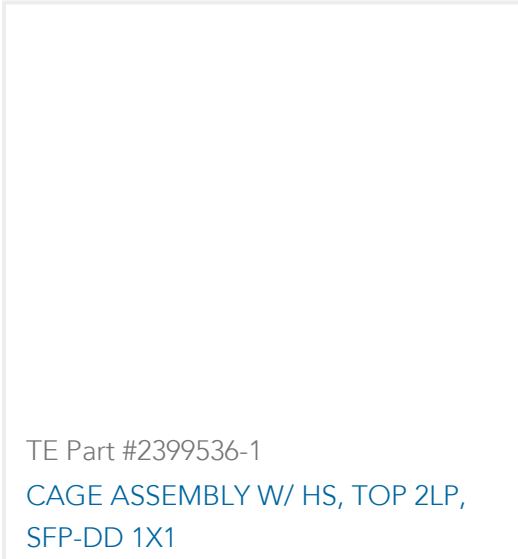 TE Part #2399536-1
CAGE ASSEMBLY W/ HS, TOP 2LP,
SFP-DD 1X1